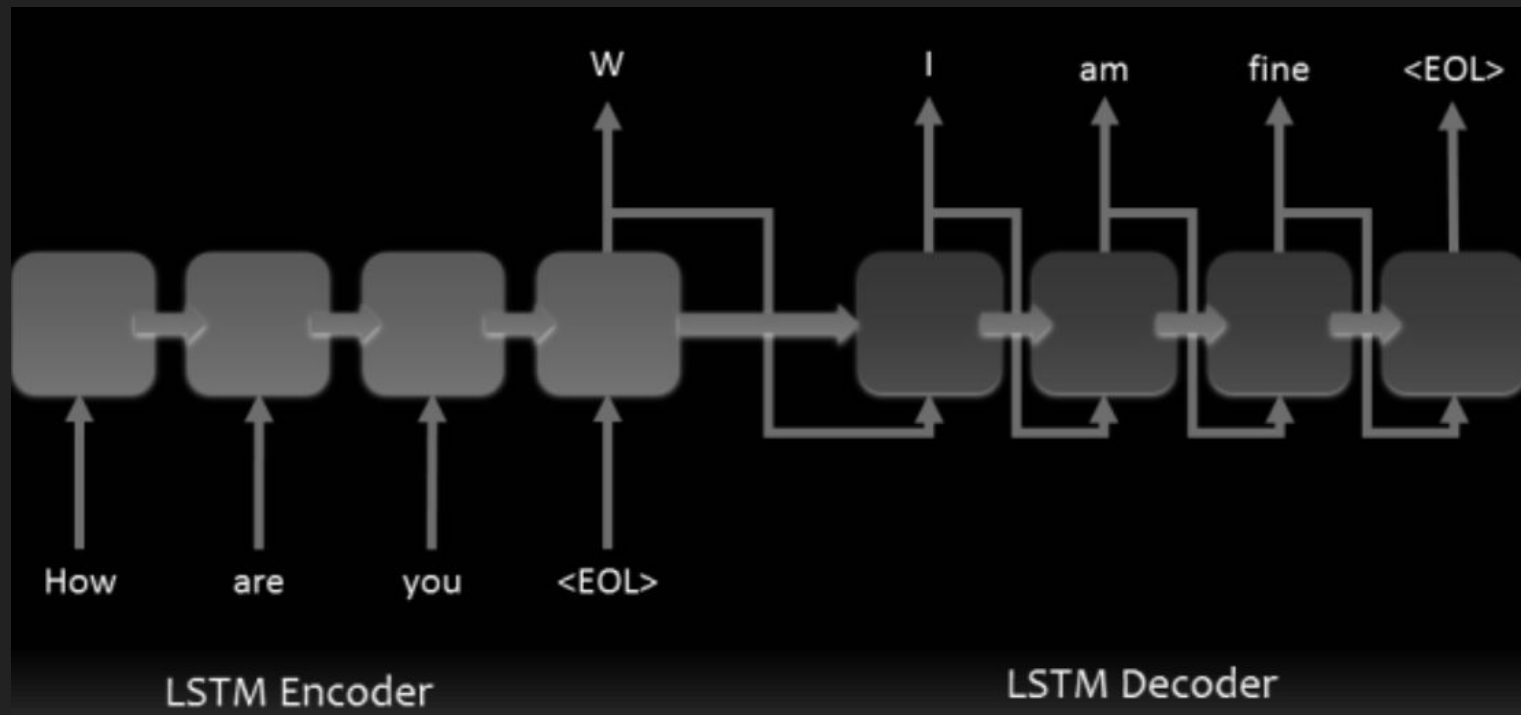 W I am fine <EOL>
How are you <EOL>
LSTM Encoder LSTM Decoder